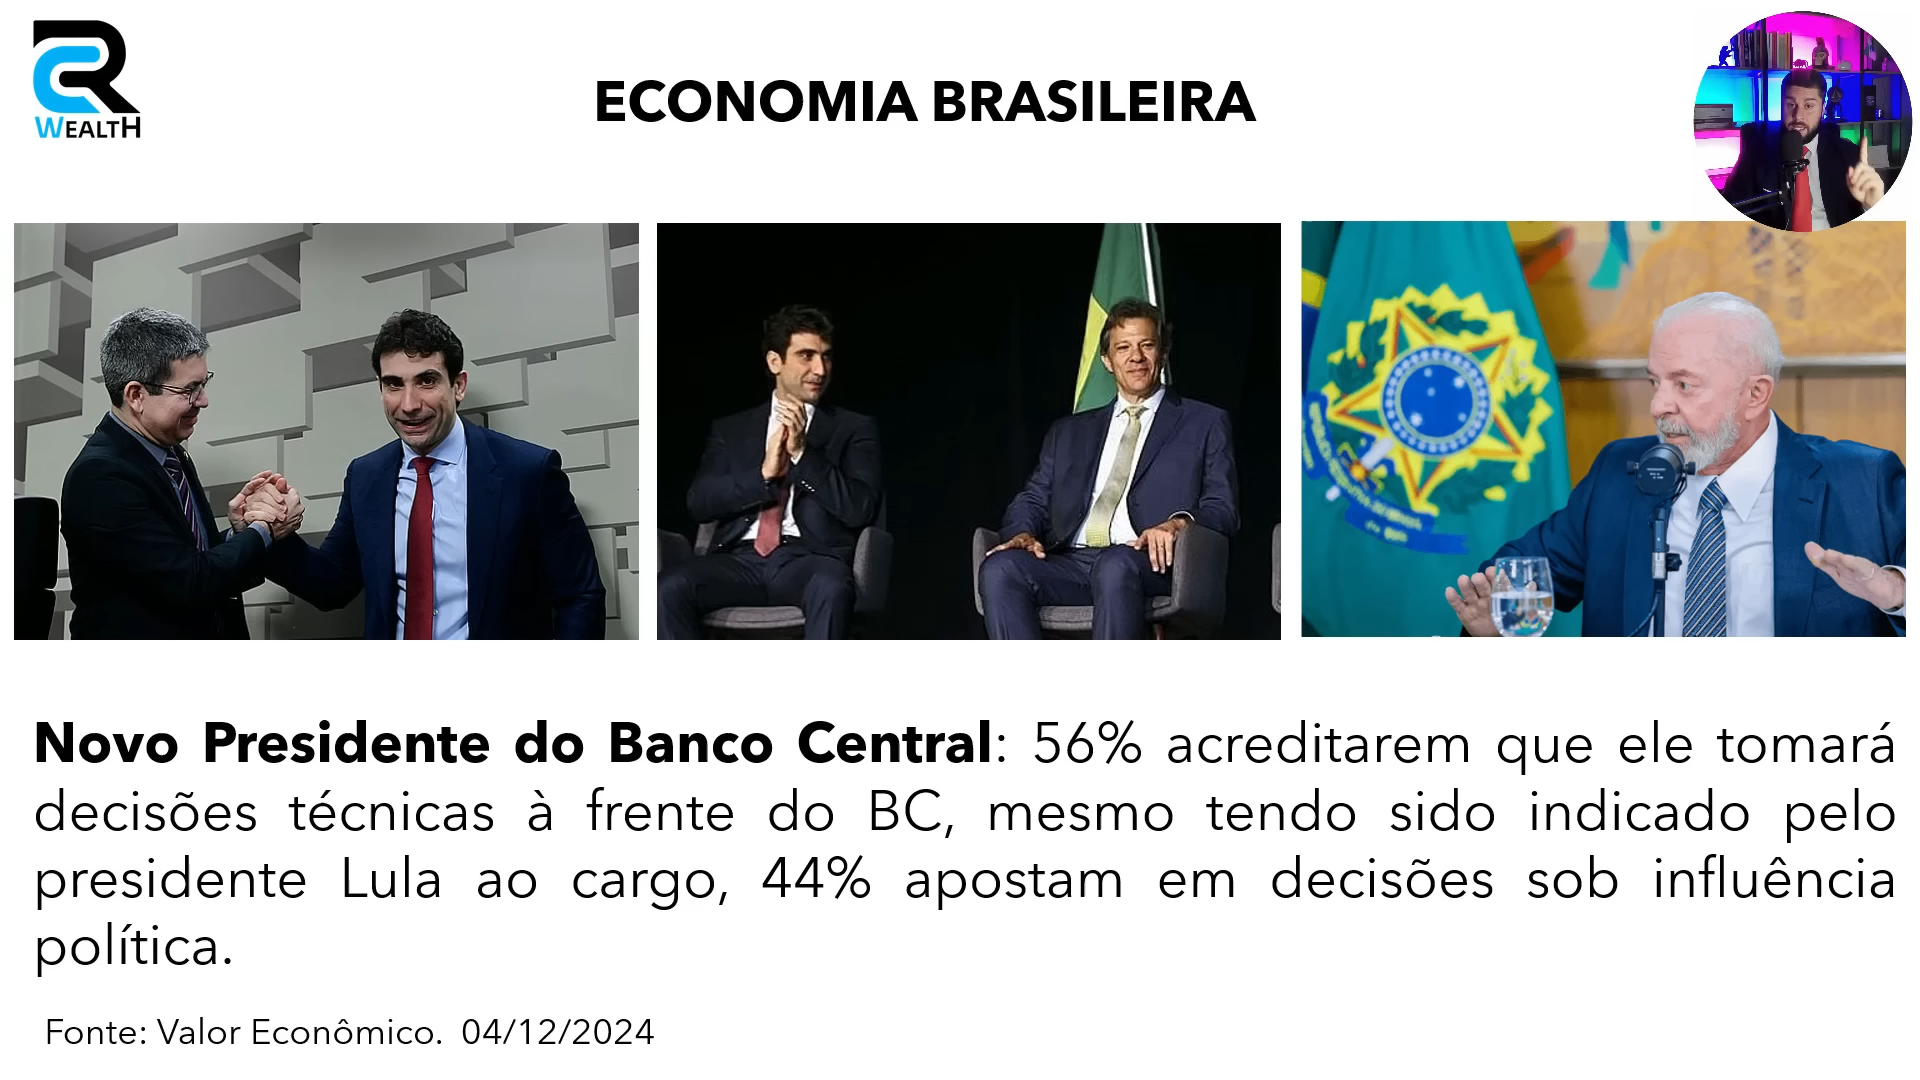 WEALTH
ECONOMIA BRASILEIRA
Novo Presidente do Banco Central: 56% acreditarem que ele tomará
decisões técnicas à frente do BC, mesmo tendo sido indicado pelo
presidente Lula ao cargo, 44% apostam em decisões sob influência
política.
Fonte: Valor Econômico. 04/12/2024